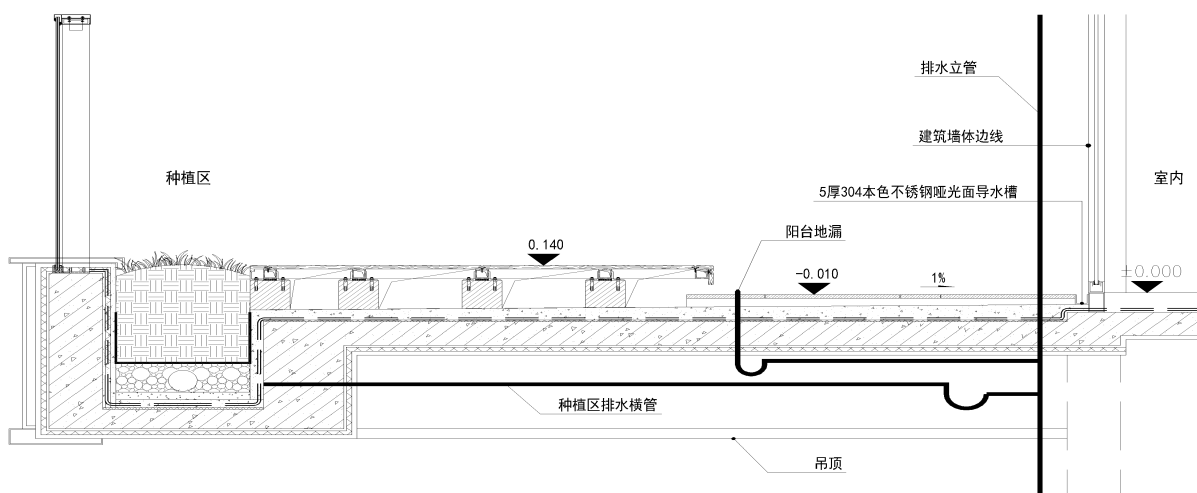 排水立管
建筑墙体边线
种植区
室内
5厚304本色不锈钢哑光面导水槽
阳台地漏
0.140
-0.010
1%
±0.000
种植区排水横管
吊顶